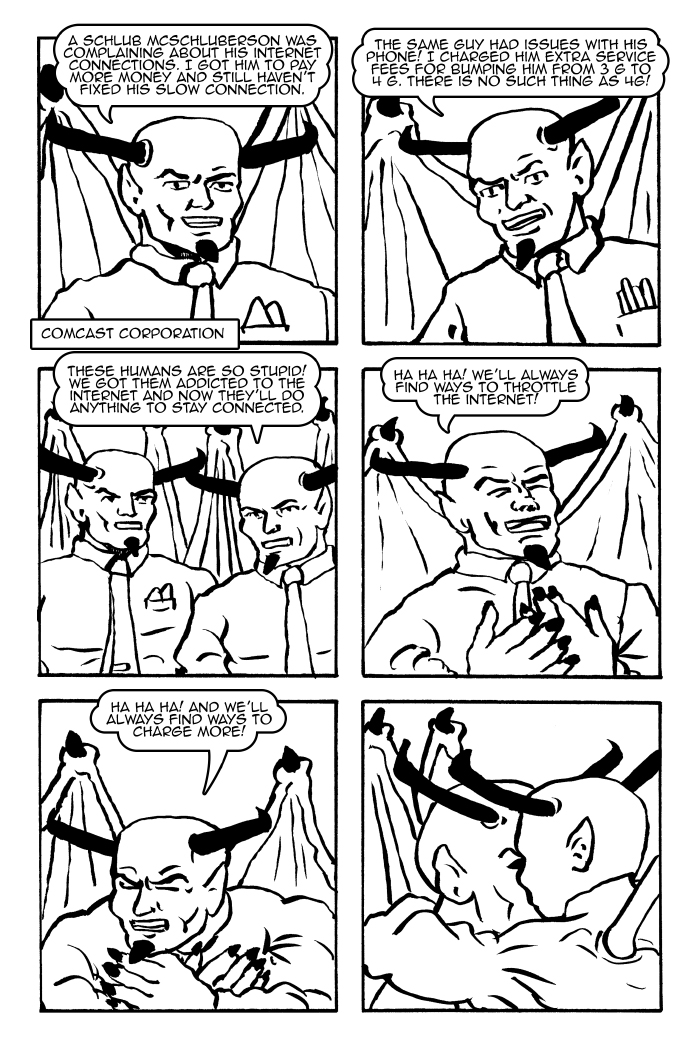 A SCHLUB MCSCHLUBERSON WAS
COMPLAINING ABOUT HIS INTERNET
CONNECTIONS. I GOT HIM TO PAY
MORE MONEY AND STILL HAVEN'T
FIXED HIS SLOW CONNECTION.
THE SAME GUY HAD ISSUES WITH HIS
PHONE! I CHARGED HIM EXTRA SERVICE
FEES FOR BUMPING HIM FROM 3 G TO
4 G. THERE IS NO SUCH THING AS 4G!
COMCAST CORPORATION
THESE HUMANS ARE SO STUPID!
WE GOT THEM ADDICTED TO THE
INTERNET AND NOW THEY'LL DO
ANYTHING TO STAY CONNECTED.
HA HA HA! WE'LL ALWAYS
FIND WAYS TO THROTTLE
THE INTERNET!
HA HA HA! AND WE'LL
ALWAYS FIND WAYS TO
CHARGE MORE!